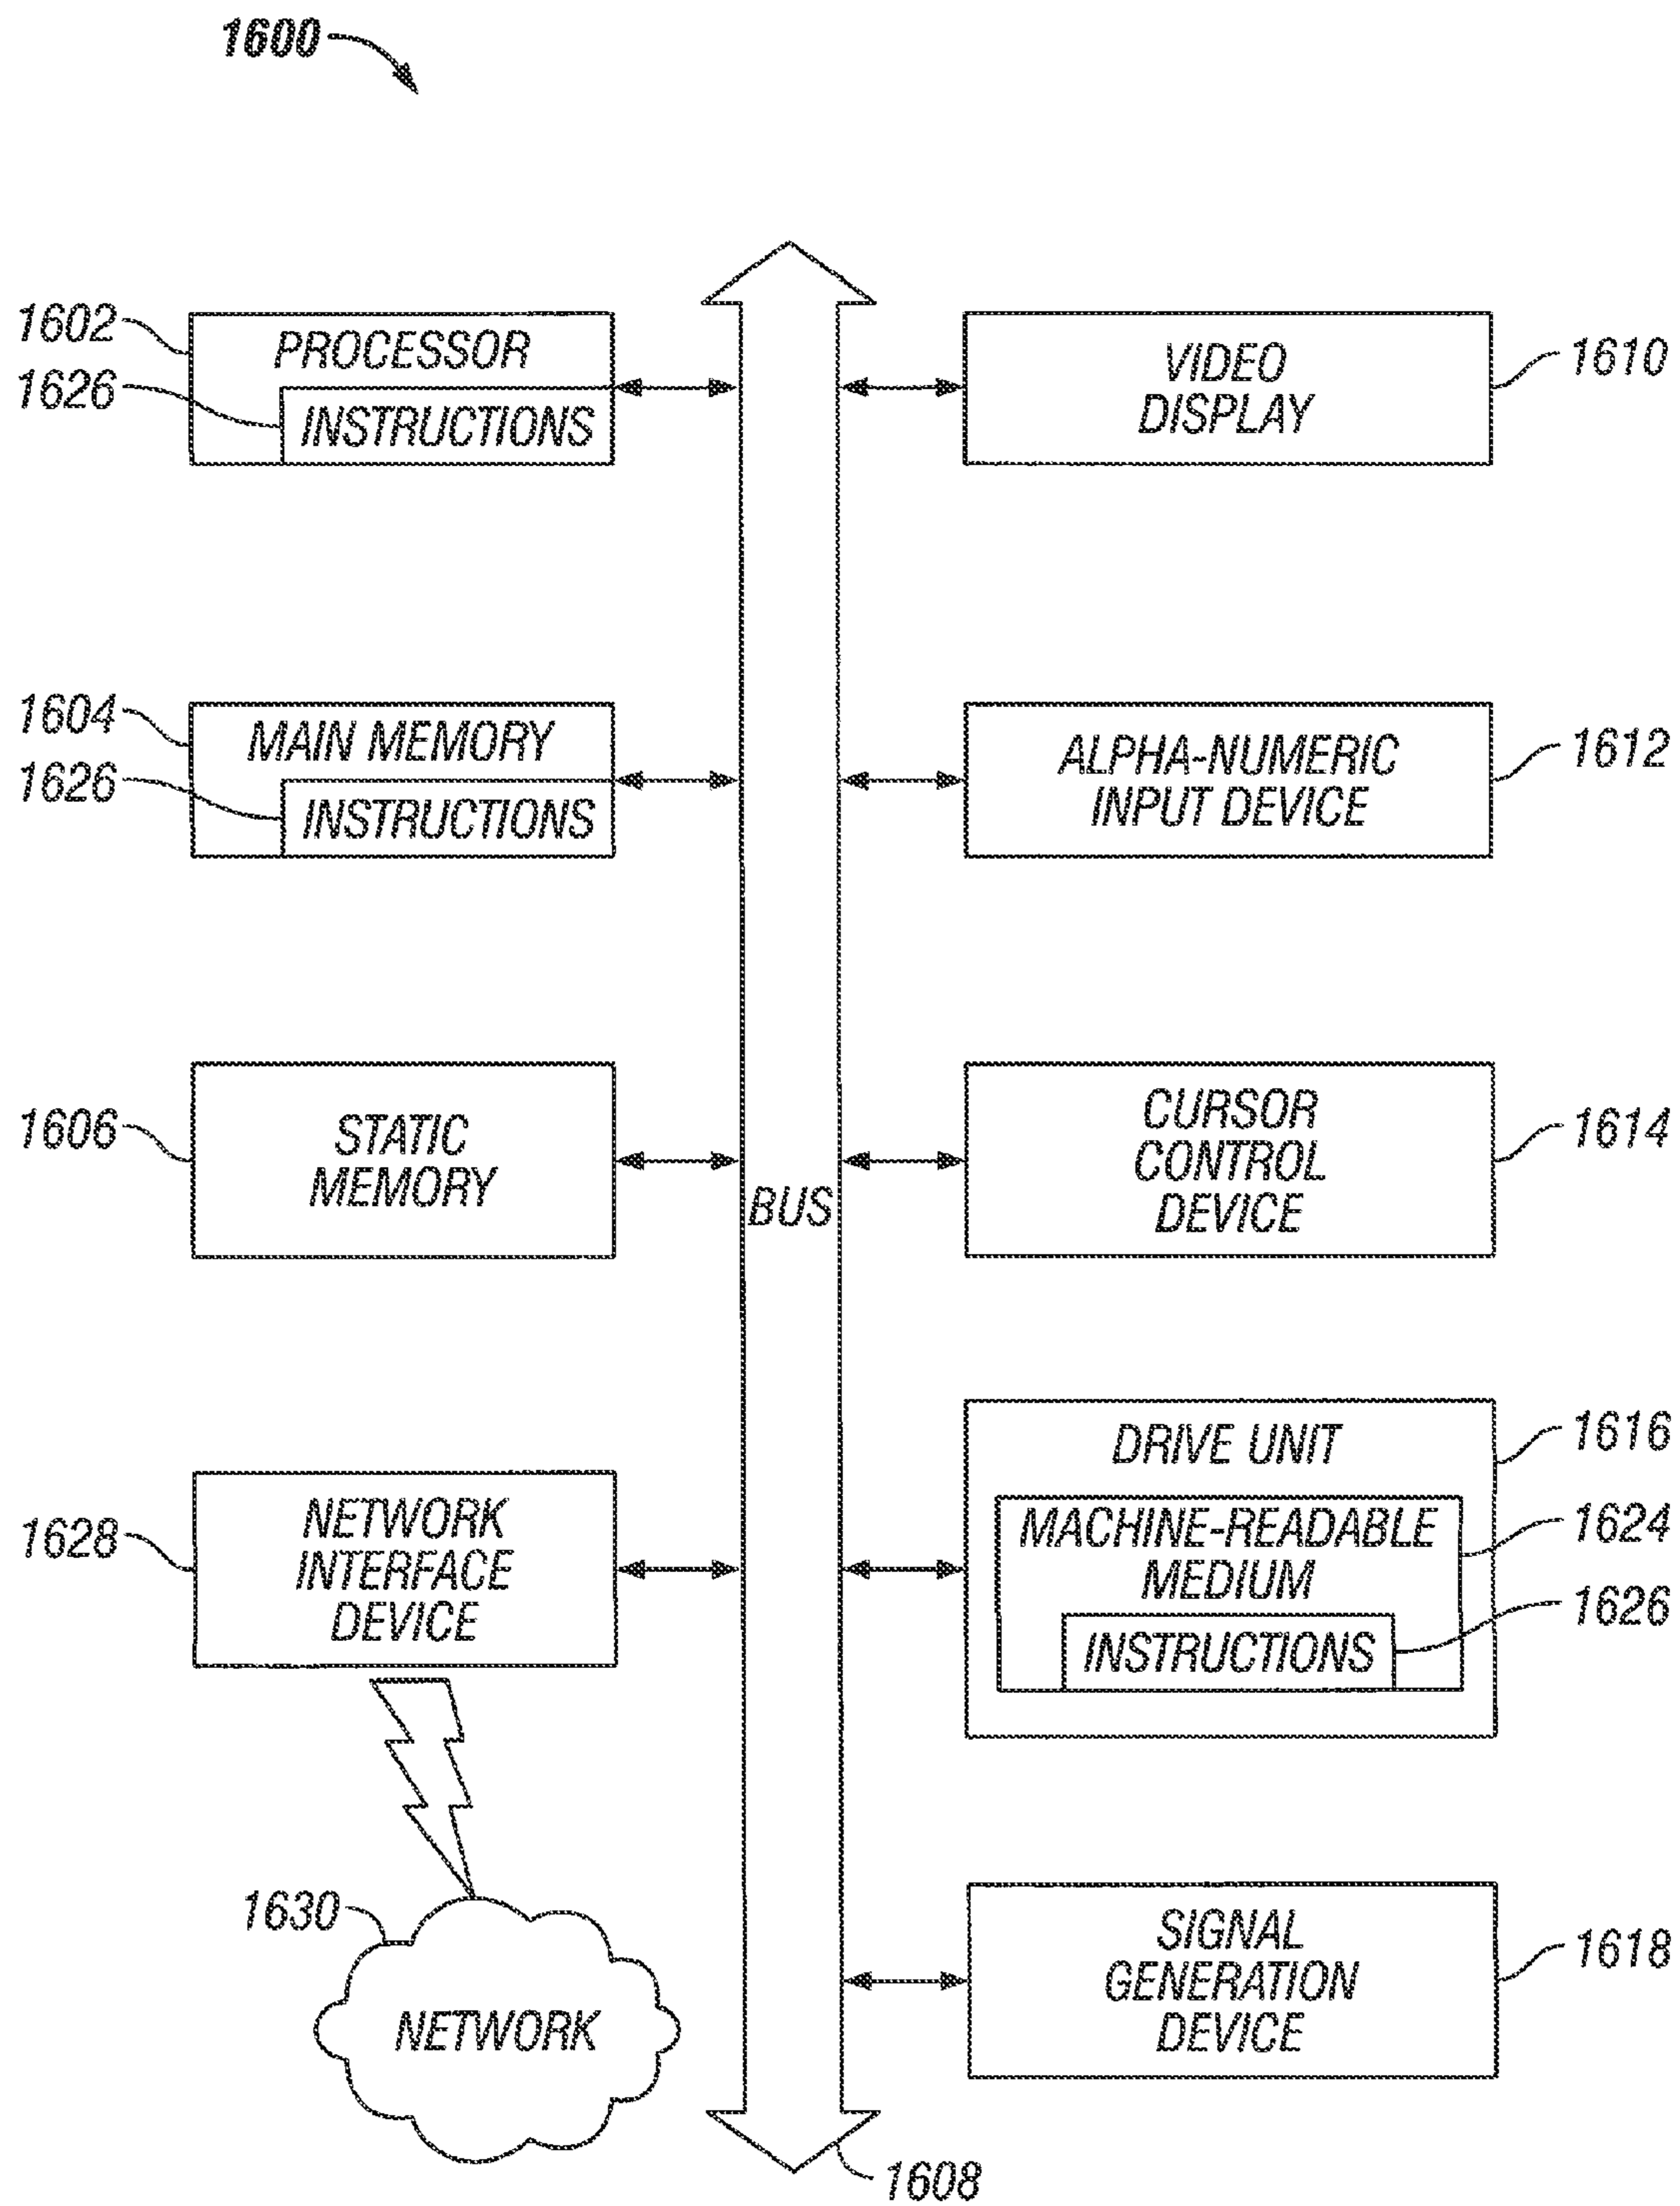 1600
1602
PROCESSOR
1626
INSTRUCTIONS
VIDEO
DISPLAY
1610
1604
MAIN MEMORY
1626
INSTRUCTIONS
ALPHA-NUMERIC
INPUT DEVICE
1612
1606
STATIC
MEMORY
BUS
CURSOR
CONTROL
DEVICE
1614
1628
NETWORK
INTERFACE
DEVICE
DRIVE UNIT
1616
MACHINE-READABLE
MEDIUM
1624
INSTRUCTIONS
1626
1630
NETWORK
SIGNAL
GENERATION
DEVICE
1618
1608